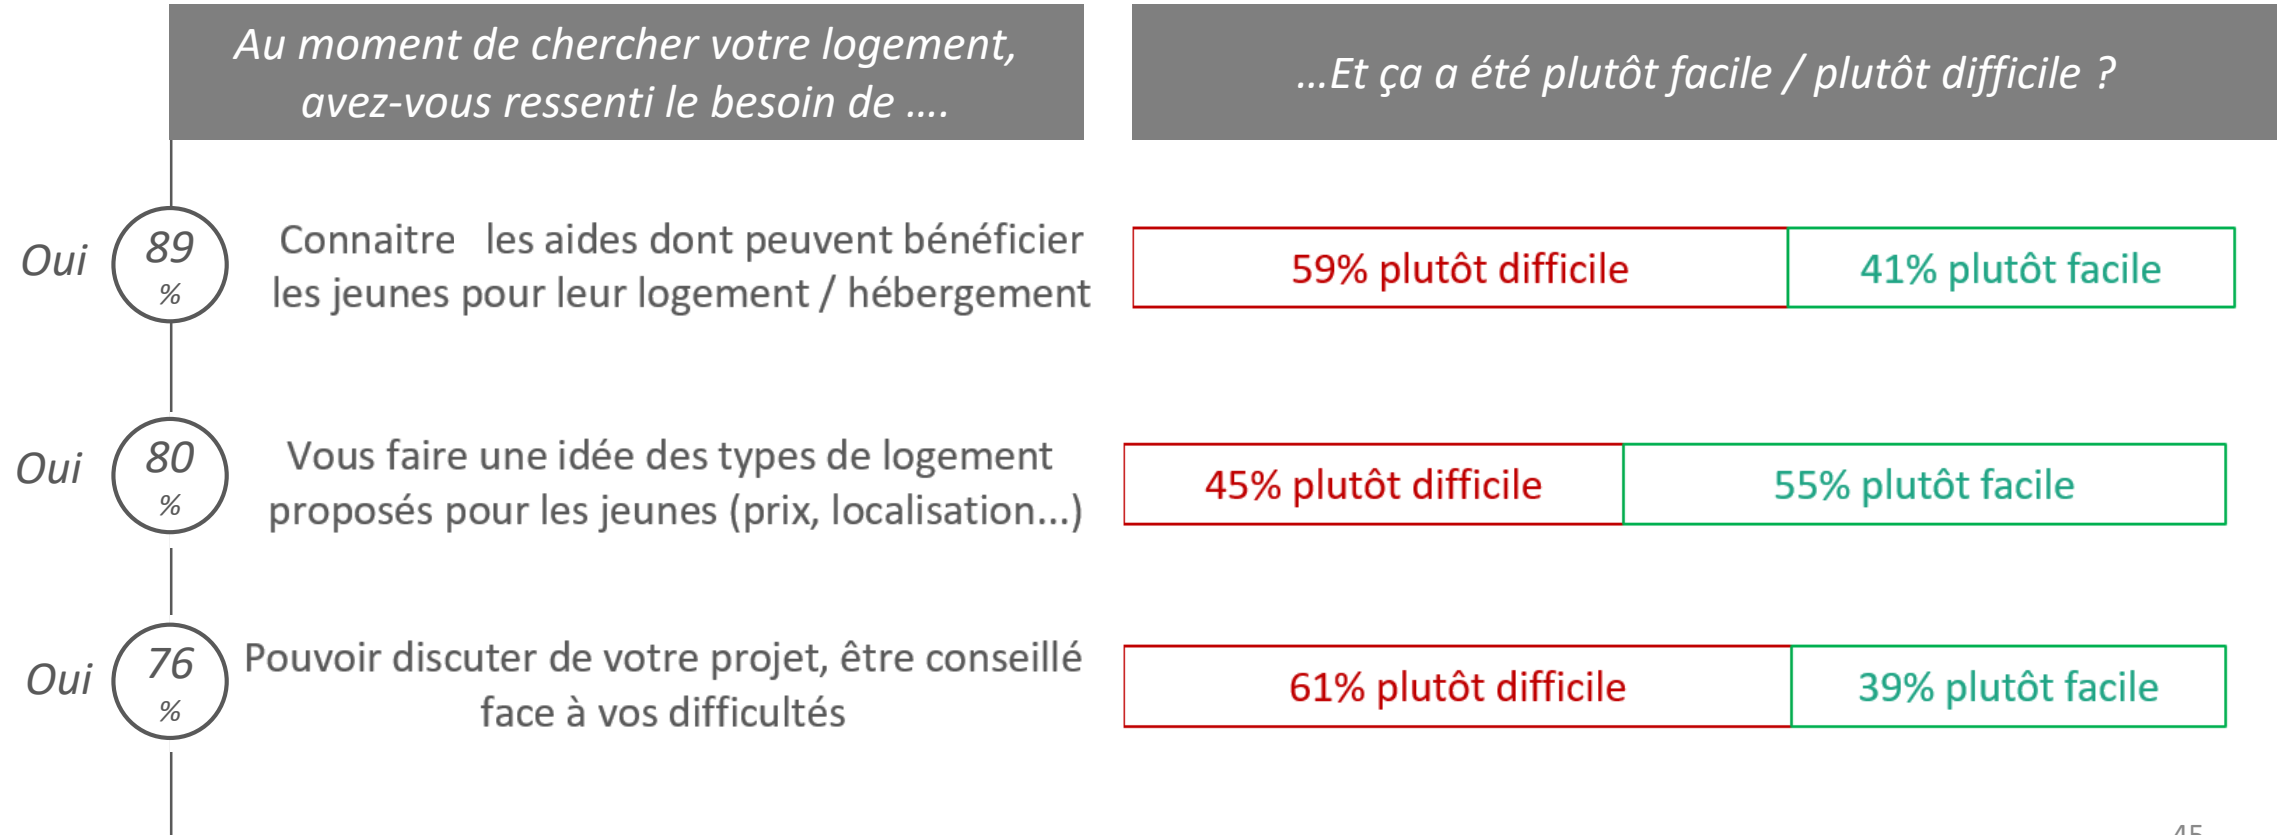 Au moment de chercher votre logement,
avez-vous ressenti le besoin de ....
...Et ça a été plutôt facile / plutôt difficile ?
Oui
89
%
Connaitre les aides dont peuvent bénéficier
les jeunes pour leur logement / hébergement
59% plutôt difficile
41% plutôt facile
Oui
80
%
Vous faire une idée des types de logement
proposés pour les jeunes (prix, localisation...)
45% plutôt difficile
55% plutôt facile
Oui
76
%
Pouvoir discuter de votre projet, être conseillé
face à vos difficultés
61% plutôt difficile
39% plutôt facile
45